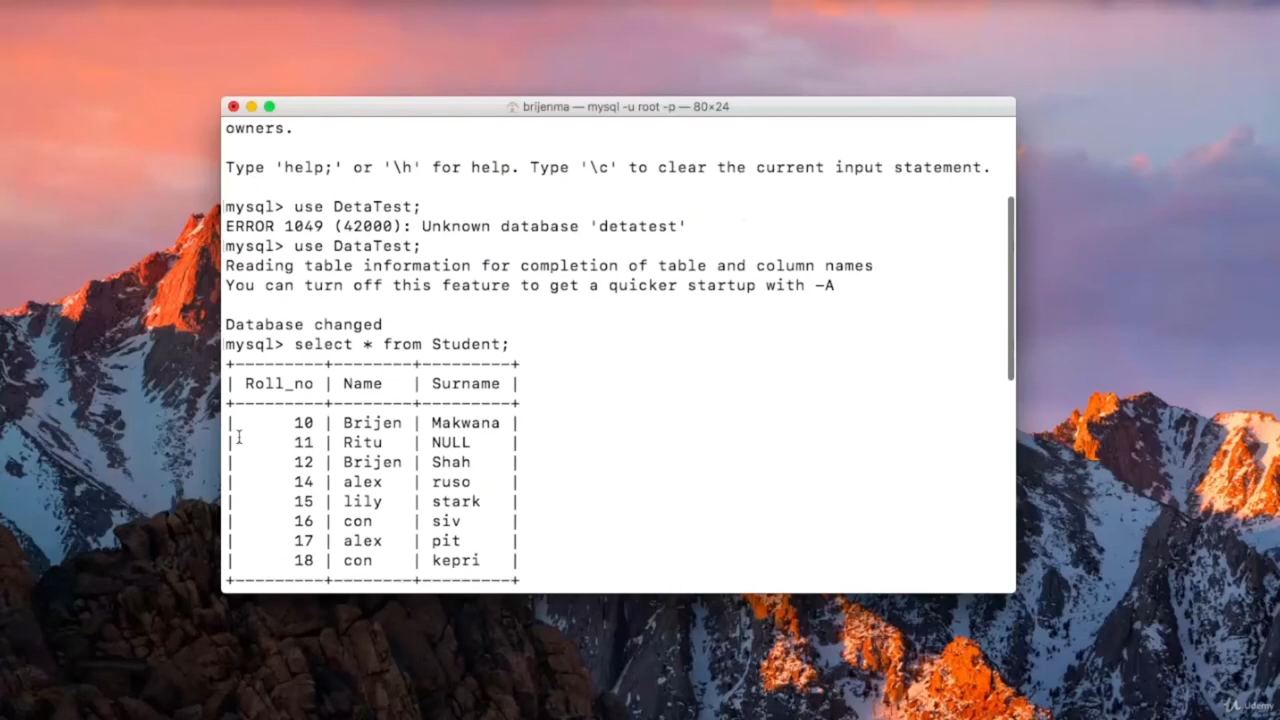 brijenma — mysql -u root -p — 80×24
owners.
Type 'help;' or '\h' for help. Type '\c' to clear the current input statement.
mysql> use DetaTest;
ERROR 1049 (42000): Unknown database 'detatest'
mysql> use DataTest;
Reading table information for completion of table and column names
You can turn off this feature to get a quicker startup with -A
Database changed
mysql> select * from Student;
+---------+--------+---------+
| Roll_no | Name   | Surname |
+---------+--------+---------+
|      10 | Brijen | Makwana |
|      11 | Ritu   | NULL    |
|      12 | Brijen | Shah    |
|      14 | alex   | ruso    |
|      15 | lily   | stark   |
|      16 | con    | siv     |
|      17 | alex   | pit     |
|      18 | con    | kepri   |
+---------+--------+---------+
Udemy